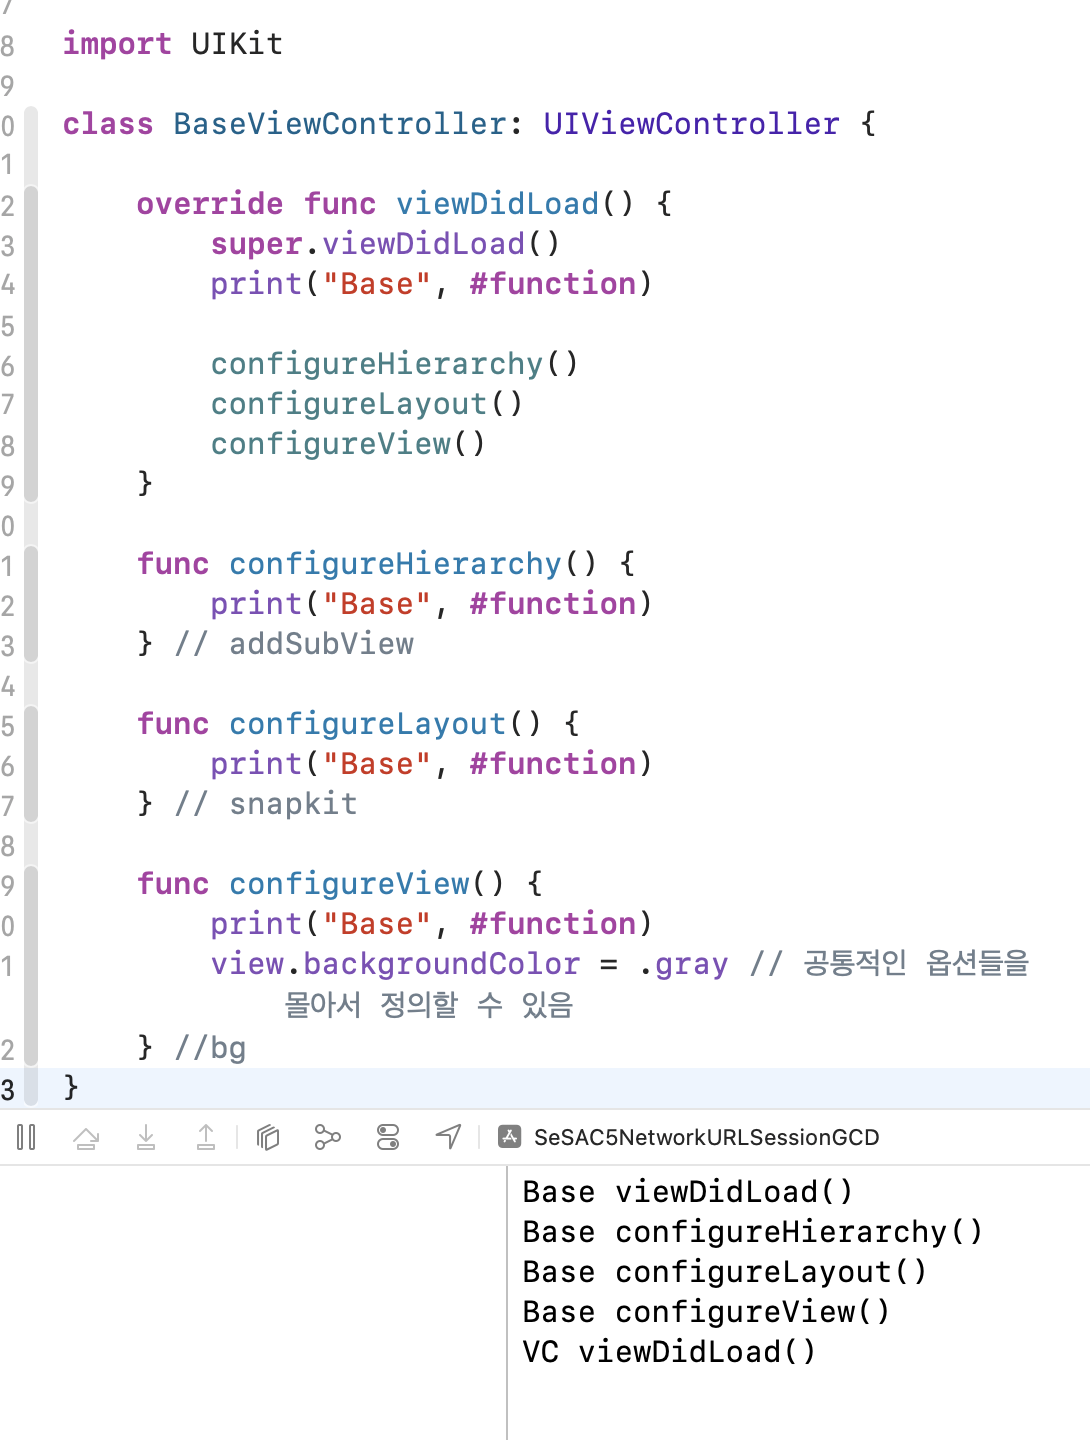 7
8 import UIKit
9
0 class BaseViewController: UIViewController {
1
2 override func viewDidLoad() {
3 super.viewDidLoad()
4 print("Base", #function)
5
6 configureHierarchy()
7 configureLayout()
8 configureView()
9 }
0
1 func configureHierarchy() {
2 print("Base", #function)
3 } // addSubView
4
5 func configureLayout() {
6 print("Base", #function)
7 } // snapkit
8
9 func configureView() {
0 print("Base", #function)
1 view.backgroundColor = .gray // 공통적인 옵션들을
몰아서 정의할 수 있음
2 } //bg
3 }
SeSAC5NetworkURLSessionGCD
Base viewDidLoad()
Base configureHierarchy()
Base configureLayout()
Base configureView()
VC viewDidLoad()